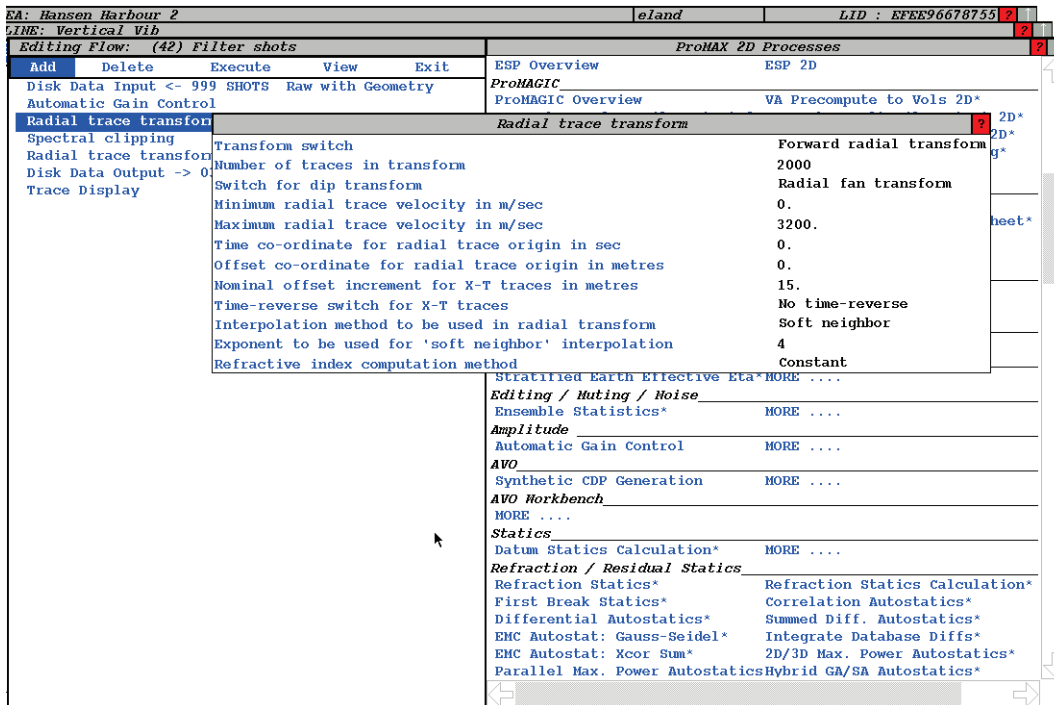 EA: Hansen Harbour 2 eland LID : EFEE96678755 ? ↑
LINE: Vertical Vib ? ↑
Editing Flow: (42) Filter shots
Add Delete Execute View Exit
Disk Data Input <- 999 SHOTS Raw with Geometry
Automatic Gain Control
Radial trace transform
Spectral clipping
Radial trace transform
Disk Data Output -> 03
Trace Display
ProMAX 2D Processes ?
ESP Overview ESP 2D
ProMAGIC
ProMAGIC Overview VA Precompute to Vols 2D*
2D*
2D*
g*
heet*
Radial trace transform ?
Transform switch Forward radial transform
Number of traces in transform 2000
Switch for dip transform Radial fan transform
Minimum radial trace velocity in m/sec 0.
Maximum radial trace velocity in m/sec 3200.
Time co-ordinate for radial trace origin in sec 0.
Offset co-ordinate for radial trace origin in metres 0.
Nominal offset increment for X-T traces in metres 15.
Time-reverse switch for X-T traces No time-reverse
Interpolation method to be used in radial transform Soft neighbor
Exponent to be used for 'soft neighbor' interpolation 4
Refractive index computation method Constant
Stratified Earth Effective Eta*MORE ....
Editing / Muting / Noise
Ensemble Statistics* MORE ....
Amplitude
Automatic Gain Control MORE ....
AVO
Synthetic CDP Generation MORE ....
AVO Workbench
MORE ....
Statics
Datum Statics Calculation* MORE ....
Refraction / Residual Statics
Refraction Statics* Refraction Statics Calculation*
First Break Statics* Correlation Autostatics*
Differential Autostatics* Summed Diff. Autostatics*
EMC Autostat: Gauss-Seidel* Integrate Database Diffs*
EMC Autostat: Xcor Sum* 2D/3D Max. Power Autostatics*
Parallel Max. Power AutostaticsHybrid GA/SA Autostatics*